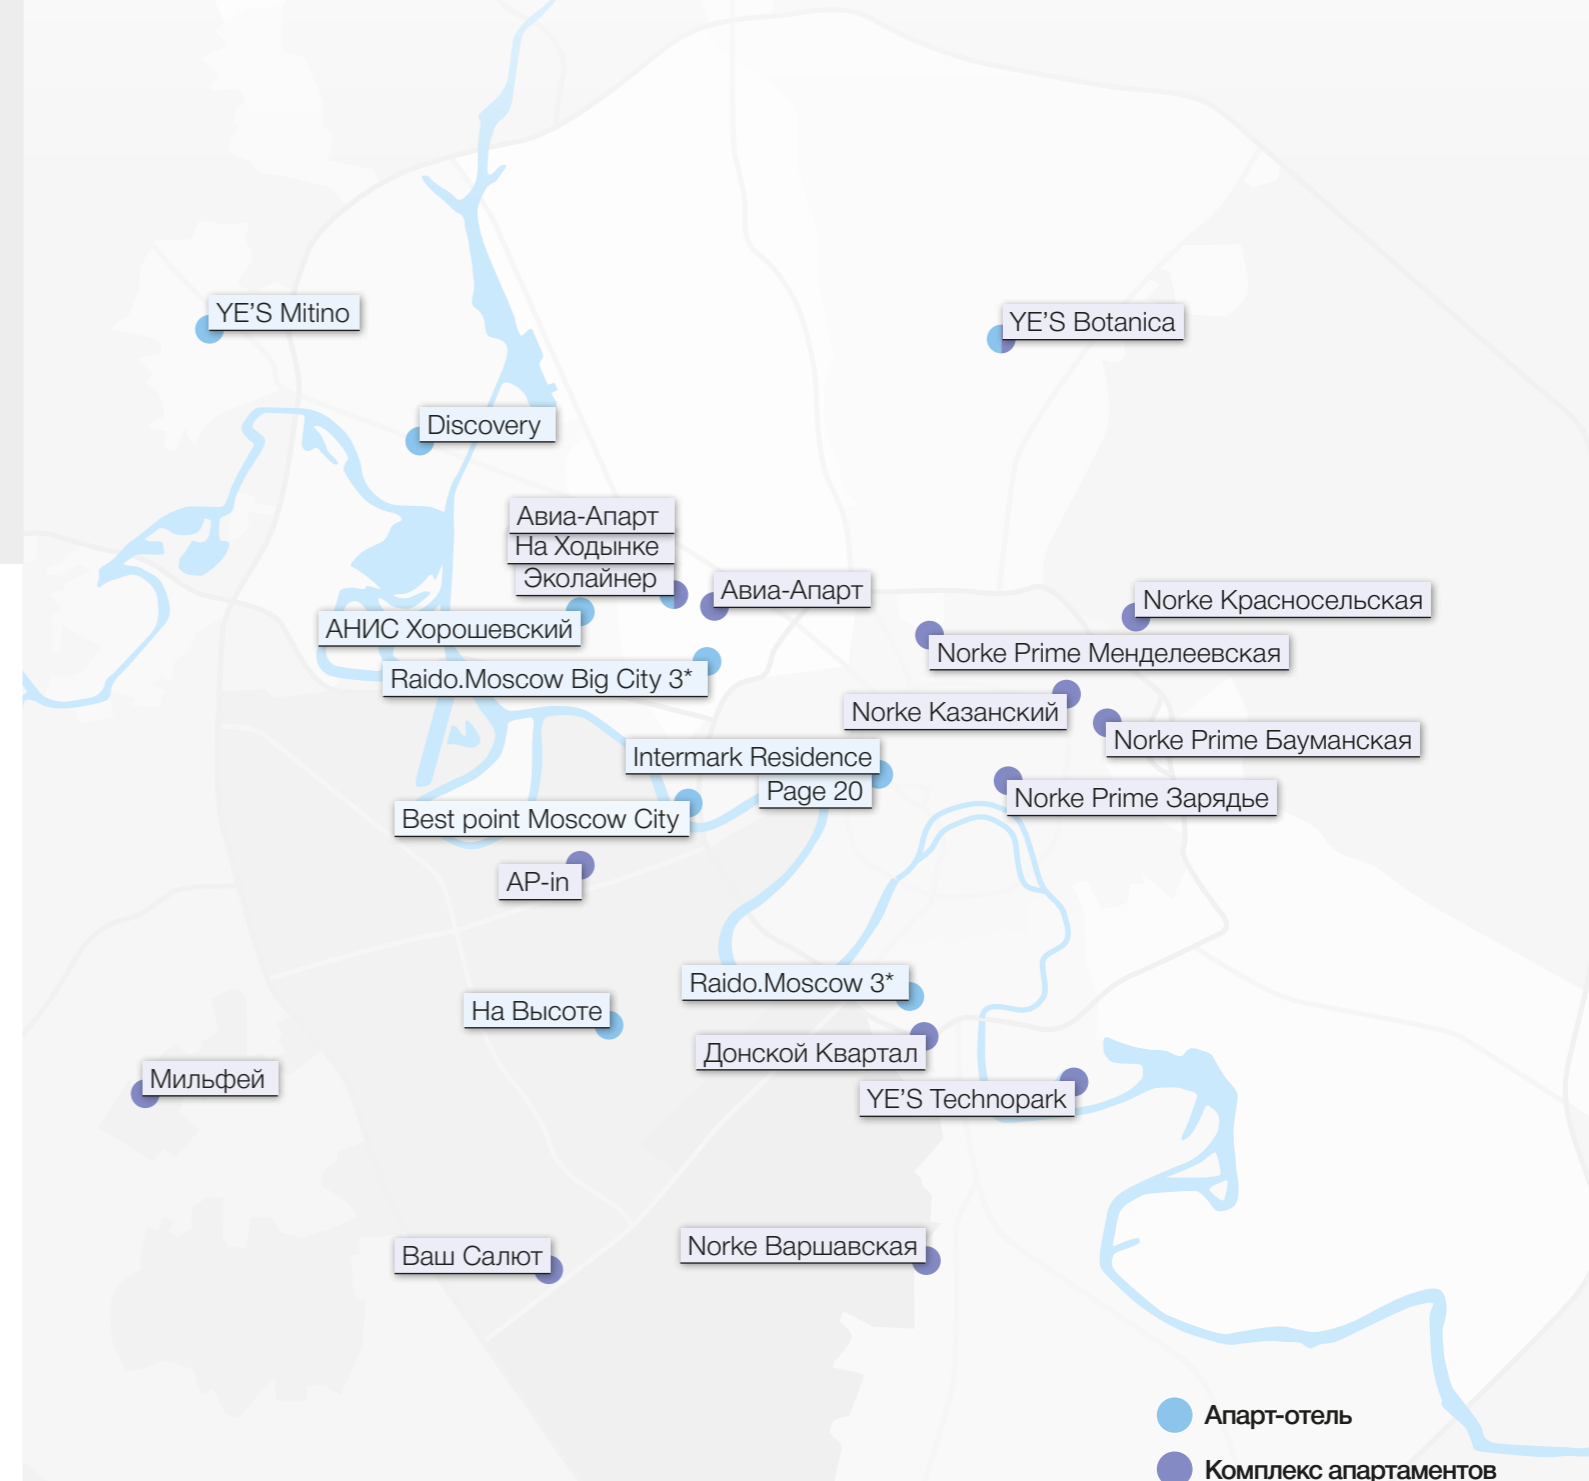 YE’S Mitino
YE’S Botanica
Discovery
Авиа-Апарт
На Ходынке
Эколайнер
Авиа-Апарт
Norke Красносельская
АНИС Хорошевский
Norke Prime Менделеевская
Raido.Moscow Big City 3*
Norke Казанский
Norke Prime Бауманская
Intermark Residence
Page 20
Norke Prime Зарядье
Best point Moscow City
AP-in
Raido.Moscow 3*
На Высоте
Донской Квартал
Мильфей
YE’S Technopark
Norke Варшавская
Ваш Салют
Апарт-отель
Комплекс апартаментов